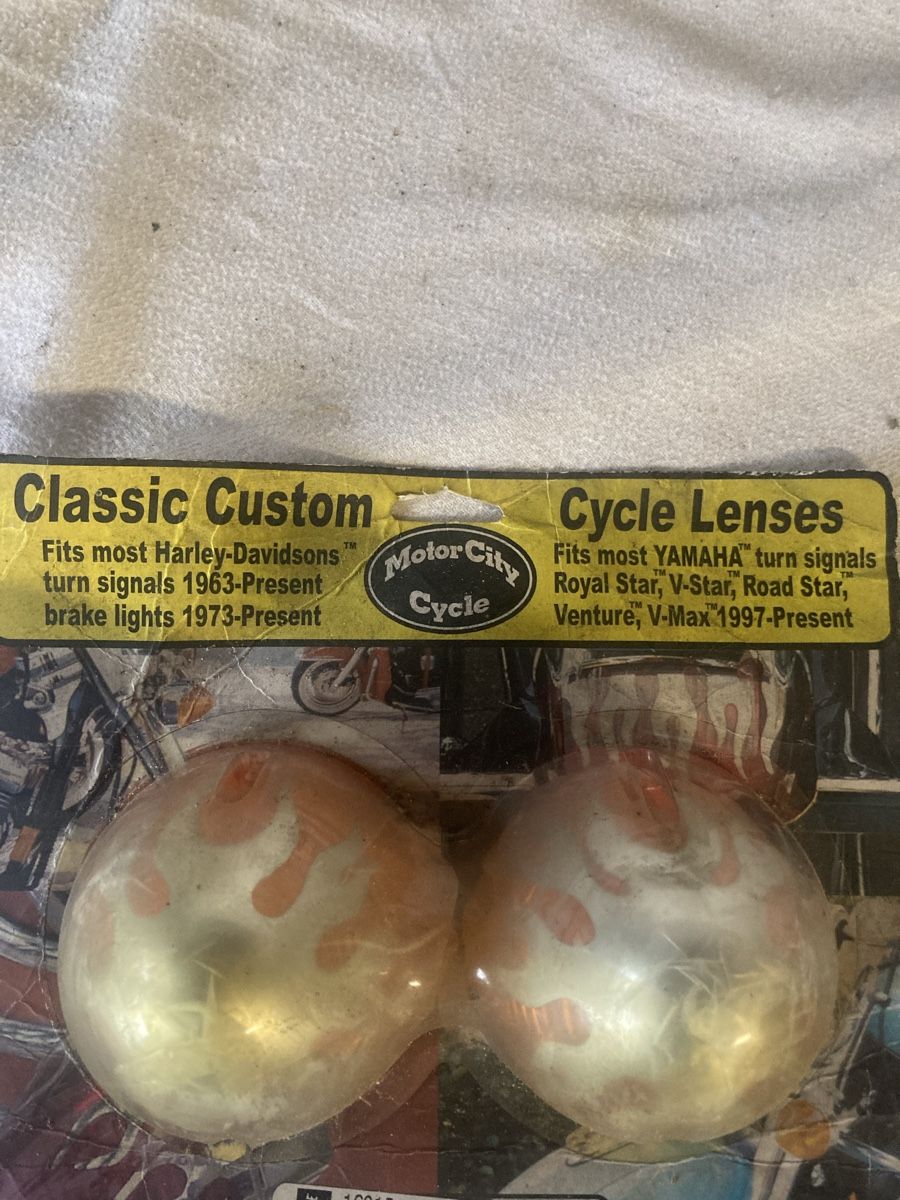 Classic Custom
Fits most Harley-Davidsons™
turn signals 1963-Present
brake lights 1973-Present
Motor City
Cycle
Cycle Lenses
Fits most YAMAHA™ turn signals
Royal Star,™ V-Star,™ Road Star,™
Venture,™ V-Max™ 1997-Present